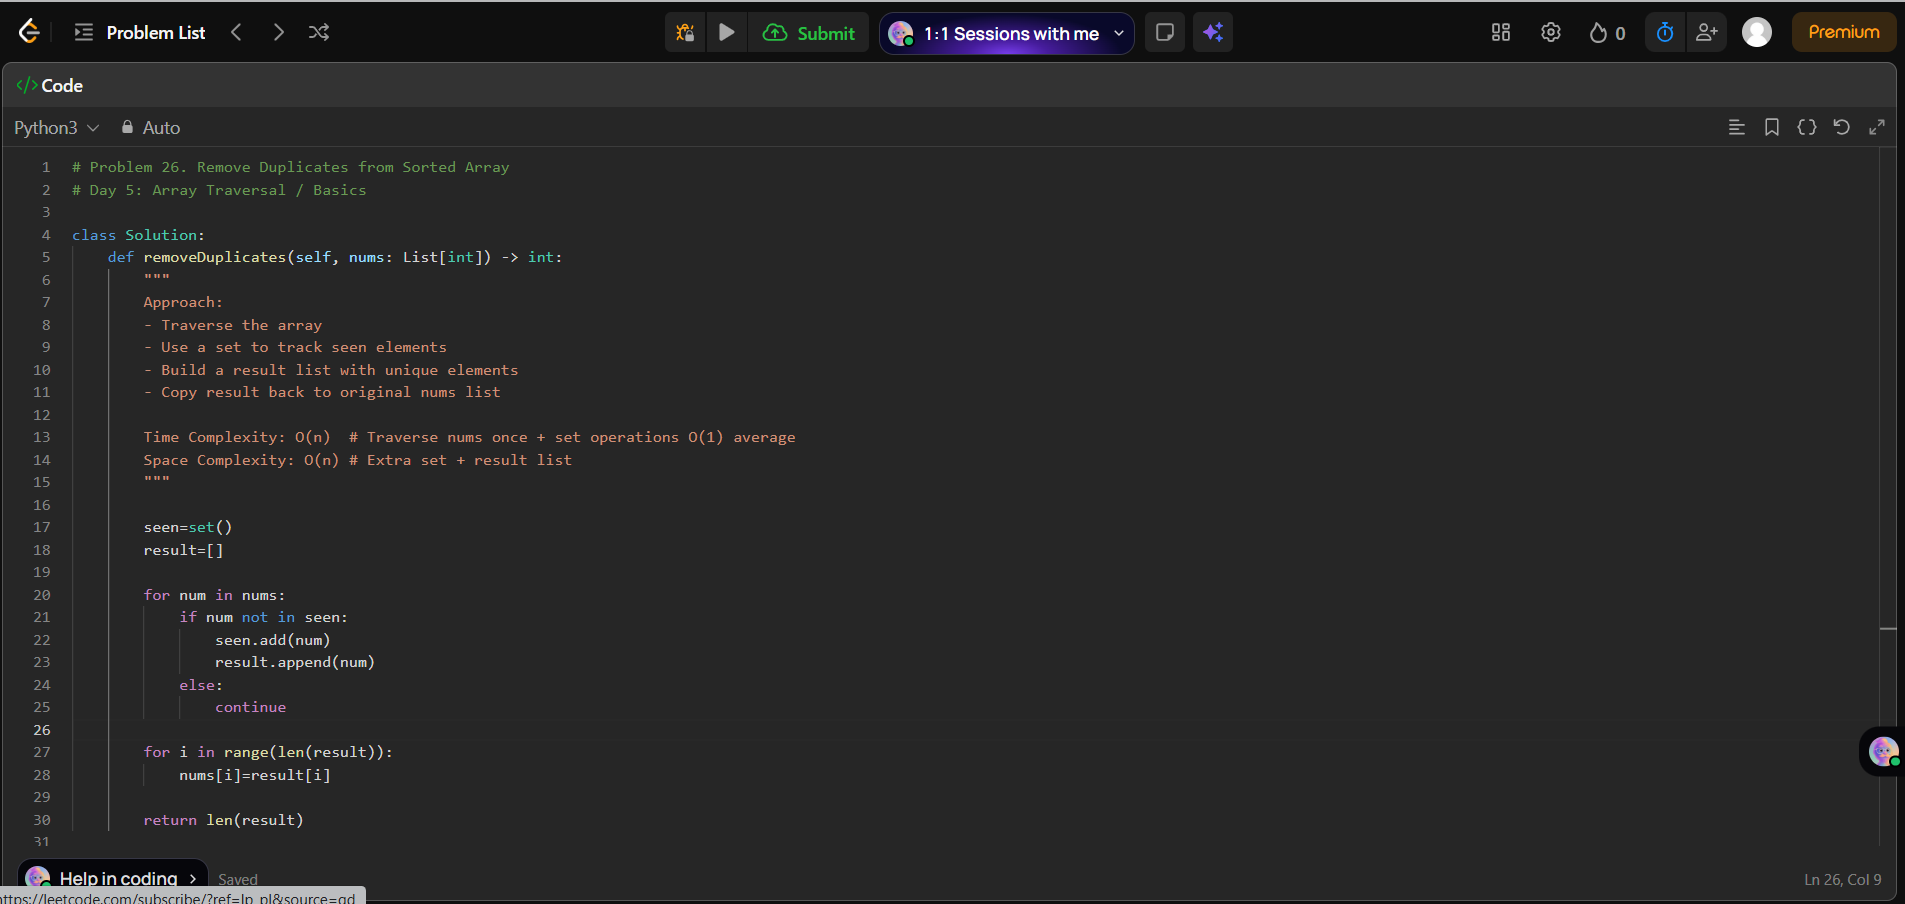 Problem List
Submit
1:1 Sessions with me
0
Premium
</> Code
Python3
Auto
1 # Problem 26. Remove Duplicates from Sorted Array
2 # Day 5: Array Traversal / Basics
3
4 class Solution:
5 def removeDuplicates(self, nums: List[int]) -> int:
6 """
7 Approach:
8 - Traverse the array
9 - Use a set to track seen elements
10 - Build a result list with unique elements
11 - Copy result back to original nums list
12
13 Time Complexity: O(n)  # Traverse nums once + set operations O(1) average
14 Space Complexity: O(n) # Extra set + result list
15 """
16
17 seen=set()
18 result=[]
19
20 for num in nums:
21 if num not in seen:
22 seen.add(num)
23 result.append(num)
24 else:
25 continue
26
27 for i in range(len(result)):
28 nums[i]=result[i]
29
30 return len(result)
31
Help in coding
Saved
Ln 26, Col 9
https://leetcode.com/subscribe/?ref=lp_pl&source=qd